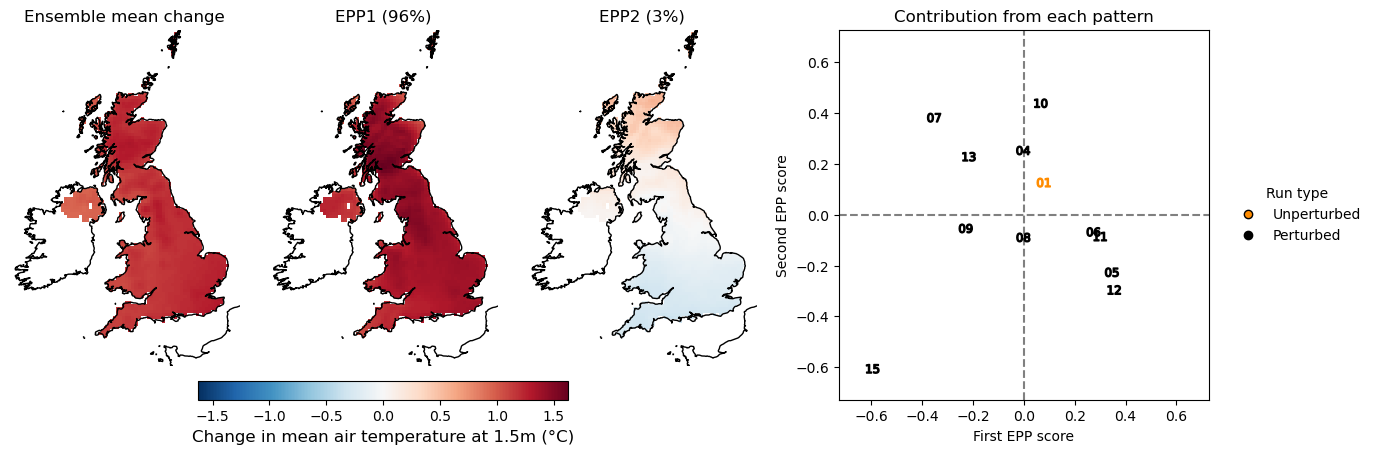 Ensemble mean change
EPP1 (96%)
EPP2 (3%)
Contribution from each pattern
Change in mean air temperature at 1.5m (°C)
−1.5 −1.0 −0.5 0.0 0.5 1.0 1.5
Second EPP score
0.6
0.4
0.2
0.0
−0.2
−0.4
−0.6
10
07
04
13
01
09
08
06
11
05
12
15
−0.6 −0.4 −0.2 0.0 0.2 0.4 0.6
First EPP score
Run type
Unperturbed
Perturbed